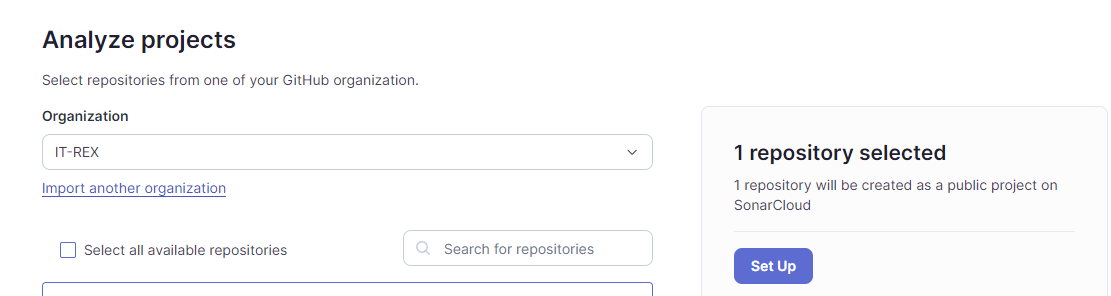 Analyze projects
Select repositories from one of your GitHub organization.
Organization
IT-REX
Import another organization
Select all available repositories
Search for repositories
1 repository selected
1 repository will be created as a public project on
SonarCloud
Set Up